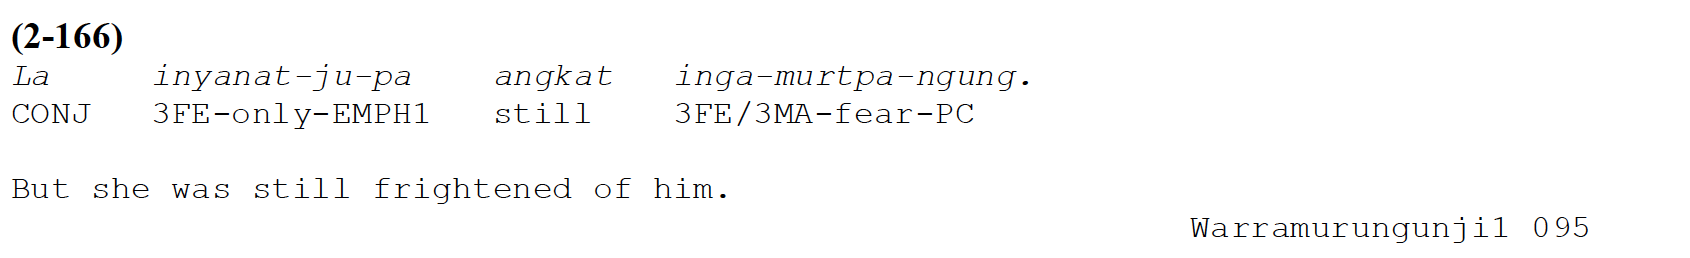 (2-166)
La inyanat-ju-pa angkat inga-murtpa-ngung.
CONJ 3FE-only-EMPH1 still 3FE/3MA-fear-PC
But she was still frightened of him.
Warramurungunji1 095